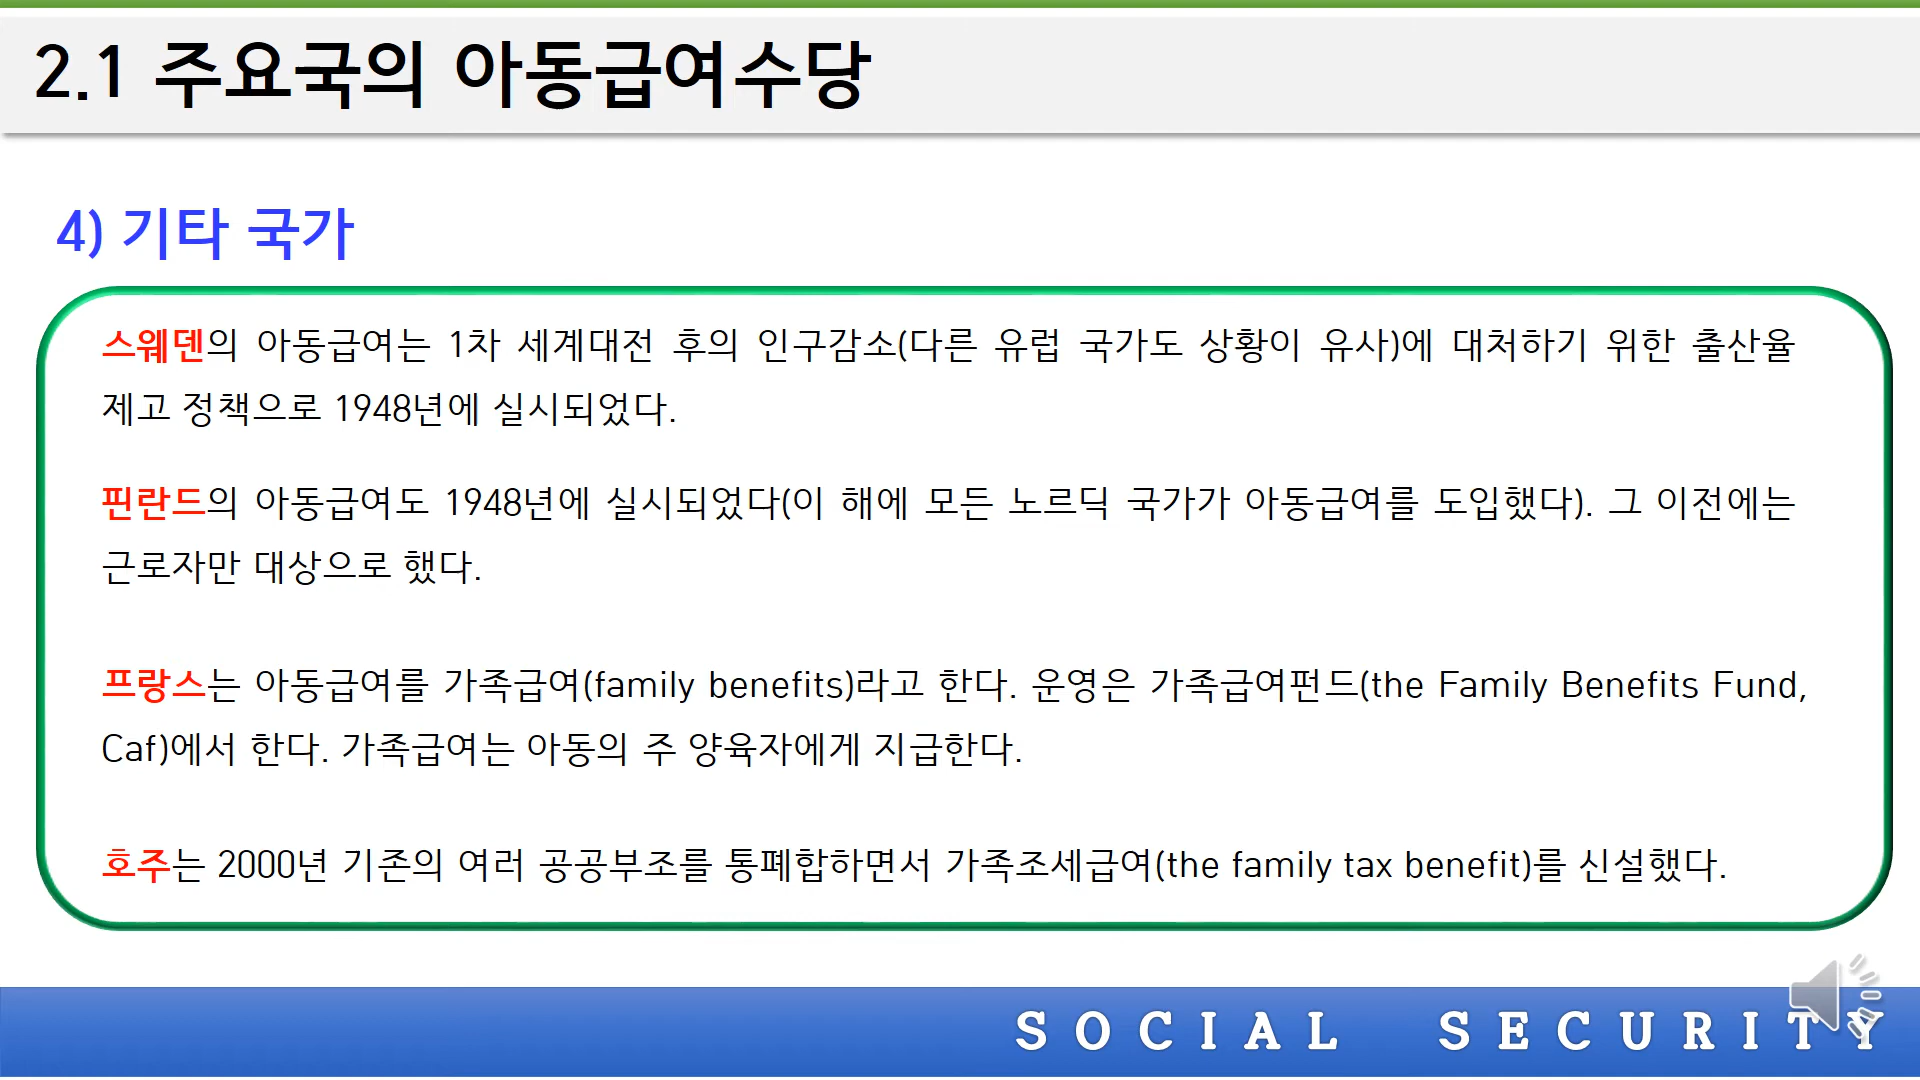 2.1 주요국의 아동급여수당
4) 기타 국가
스웨덴의 아동급여는 1차 세계대전 후의 인구감소(다른 유럽 국가도 상황이 유사)에 대처하기 위한 출산율
제고 정책으로 1948년에 실시되었다.
핀란드의 아동급여도 1948년에 실시되었다(이 해에 모든 노르딕 국가가 아동급여를 도입했다). 그 이전에는
근로자만 대상으로 했다.
프랑스는 아동급여를 가족급여(family benefits)라고 한다. 운영은 가족급여펀드(the Family Benefits Fund,
Caf)에서 한다. 가족급여는 아동의 주 양육자에게 지급한다.
호주는 2000년 기존의 여러 공공부조를 통폐합하면서 가족조세급여(the family tax benefit)를 신설했다.
SOCIAL SECURITY